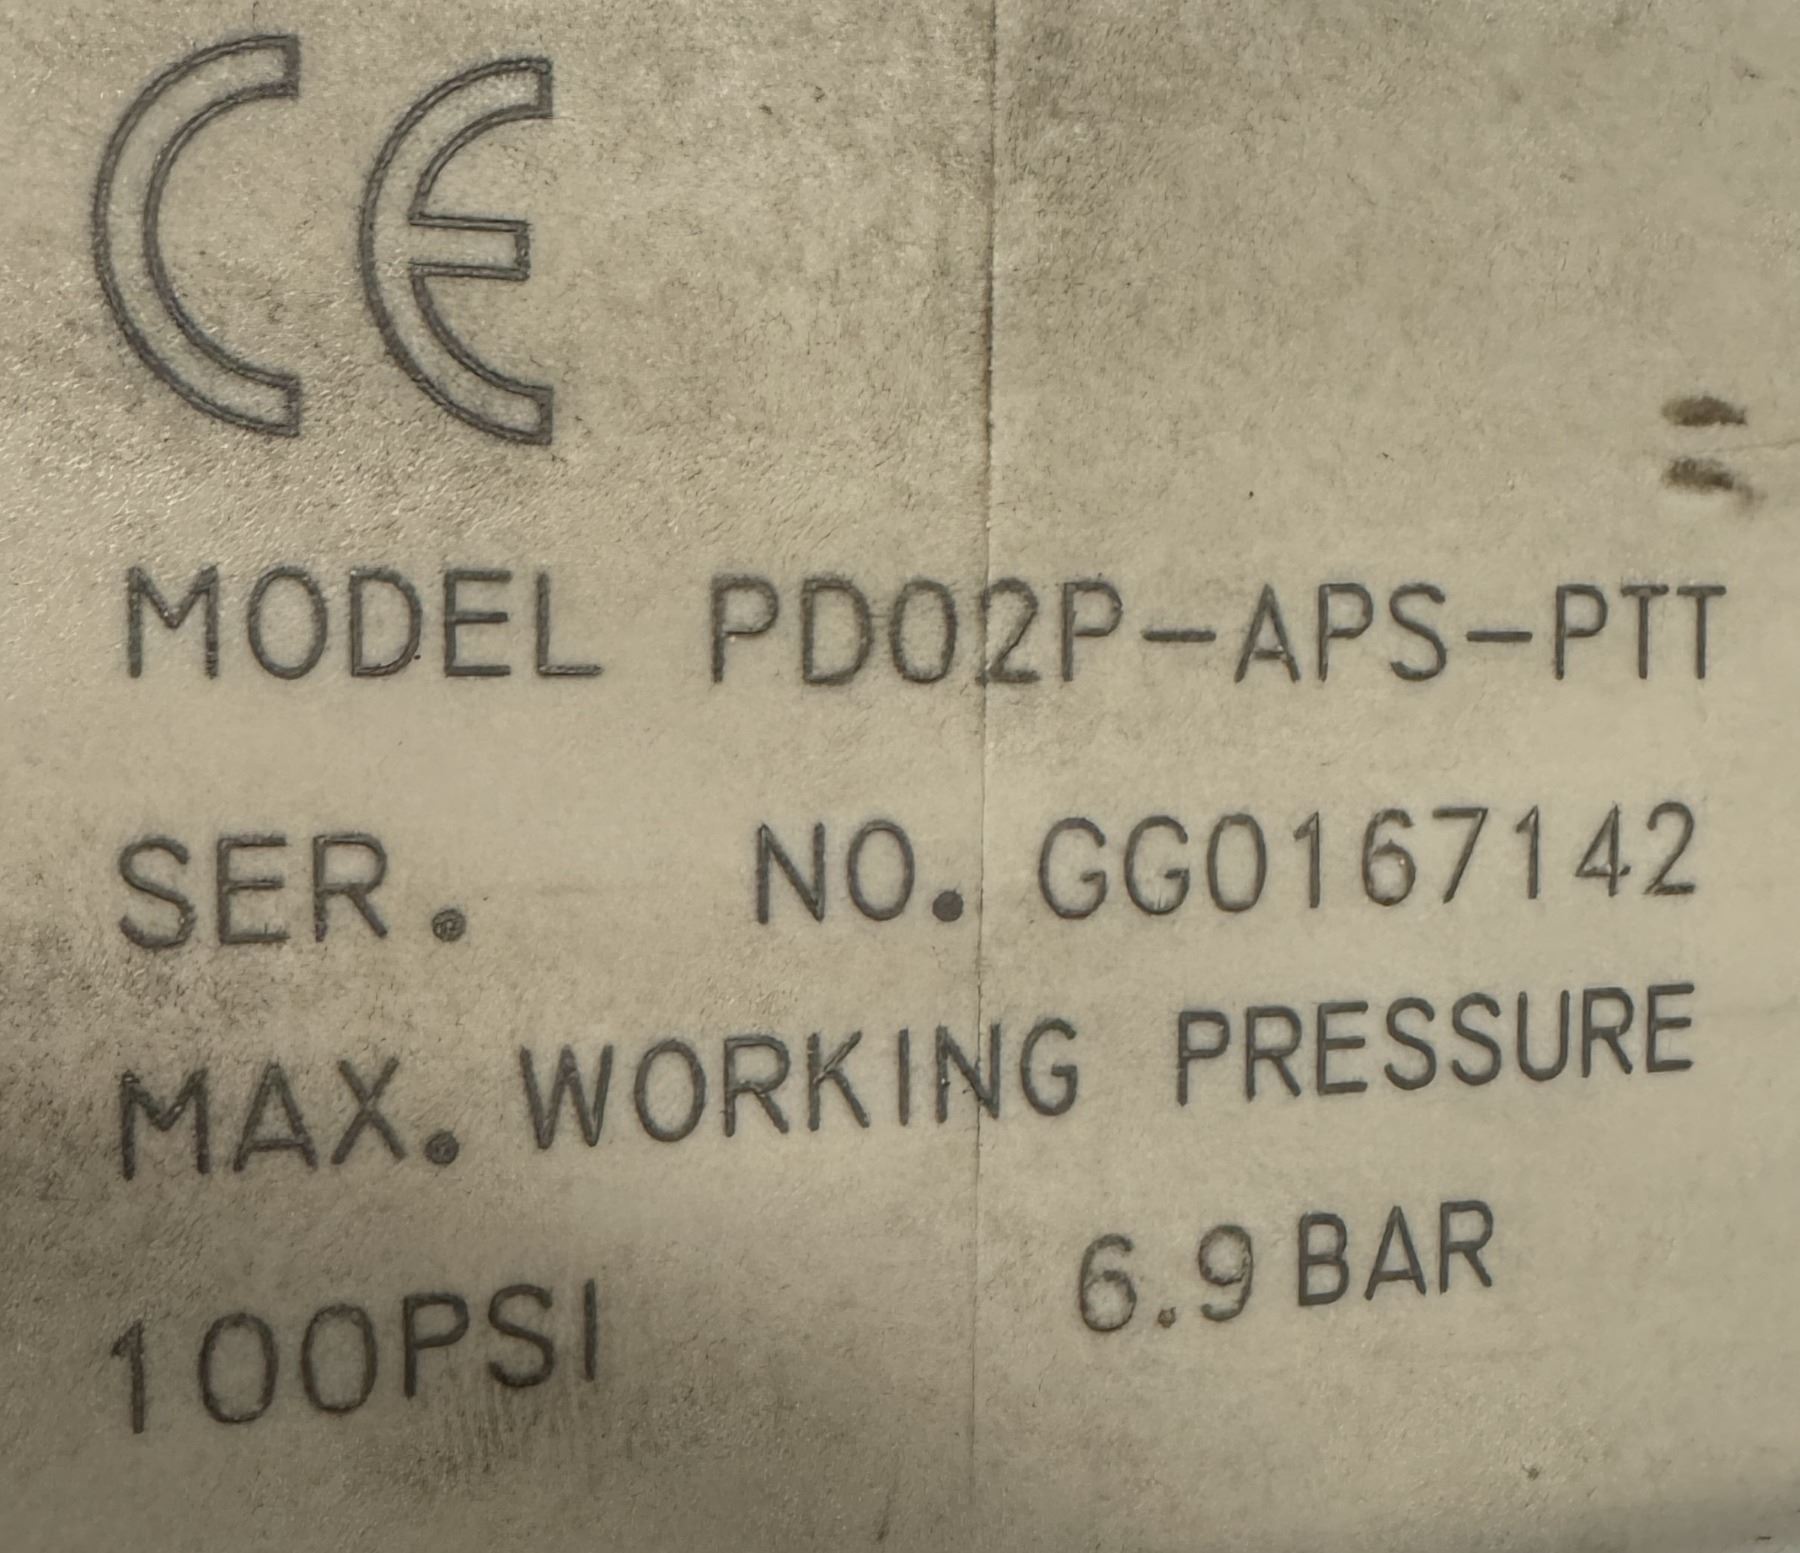 CE
MODEL PD02P-APS-PTT
SER. NO. GG0167142
MAX. WORKING PRESSURE
100PSI 6.9 BAR